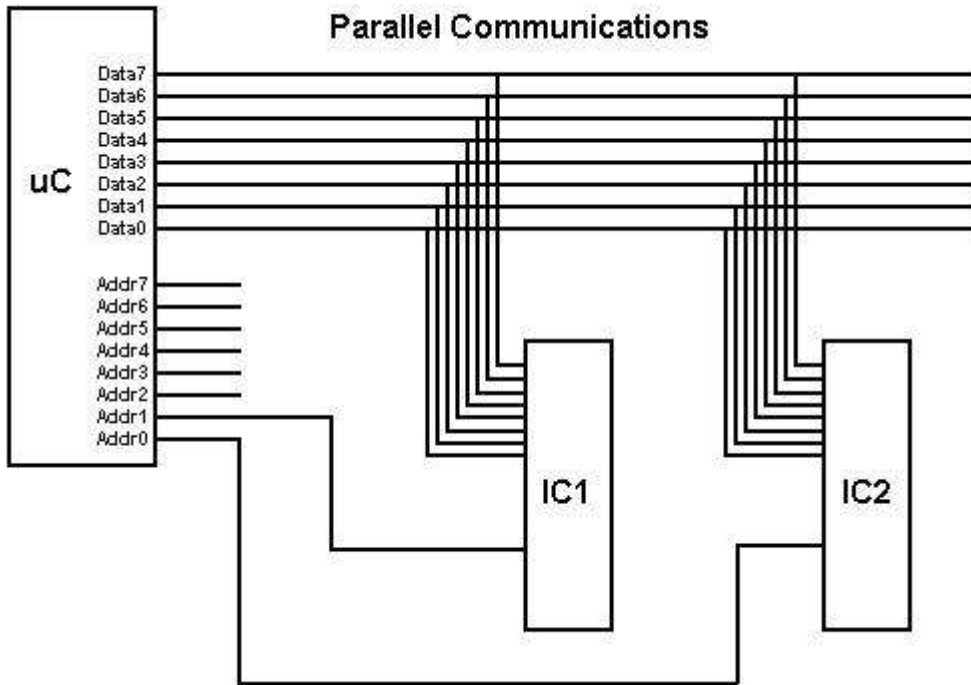 Parallel Communications
uC
Data7
Data6
Data5
Data4
Data3
Data2
Data1
Data0
Addr7
Addr6
Addr5
Addr4
Addr3
Addr2
Addr1
Addr0
IC1
IC2